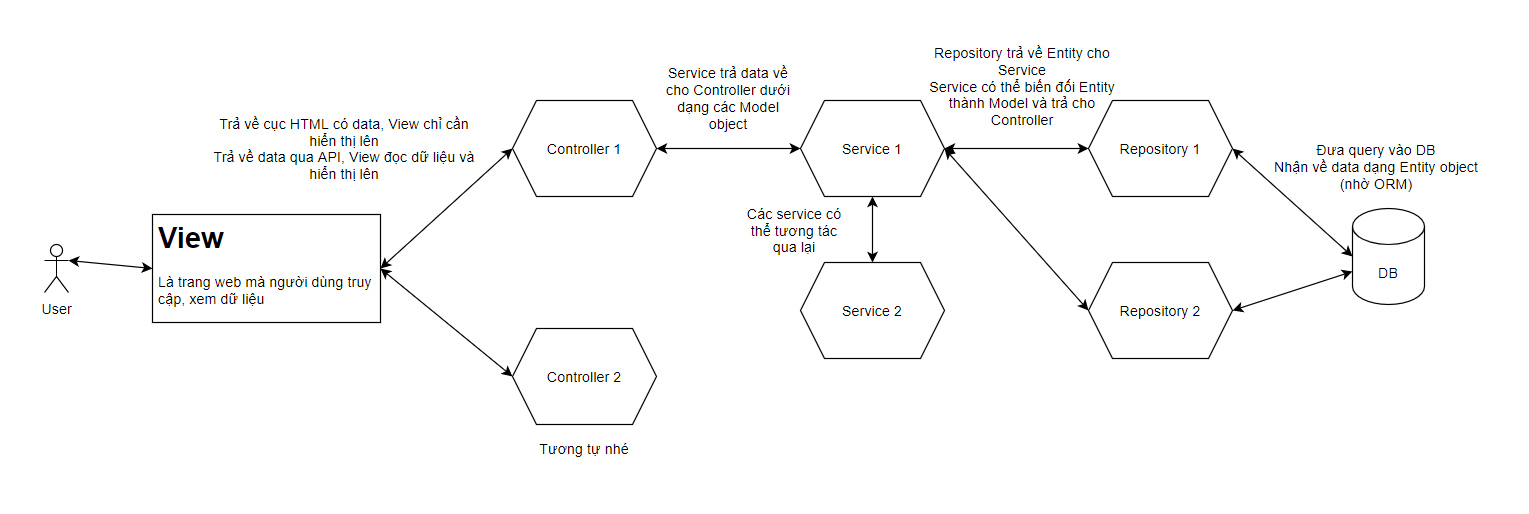 Repository trả về Entity cho
Service
Service có thể biến đối Entity
thành Model và trả cho
Controller
Service trả data về
cho Controller dưới
dạng các Model
object
Trả về cục HTML có data, View chỉ cần
hiển thị lên
Trả về data qua API, View đọc dữ liệu và
hiển thị lên
Controller 1
Service 1
Repository 1
Đưa query vào DB
Nhận về data dạng Entity object
(nhờ ORM)
Các service có
thể tương tác
qua lại
View
Là trang web mà người dùng truy
cập, xem dữ liệu
User
DB
Service 2
Repository 2
Controller 2
Tương tự nhé